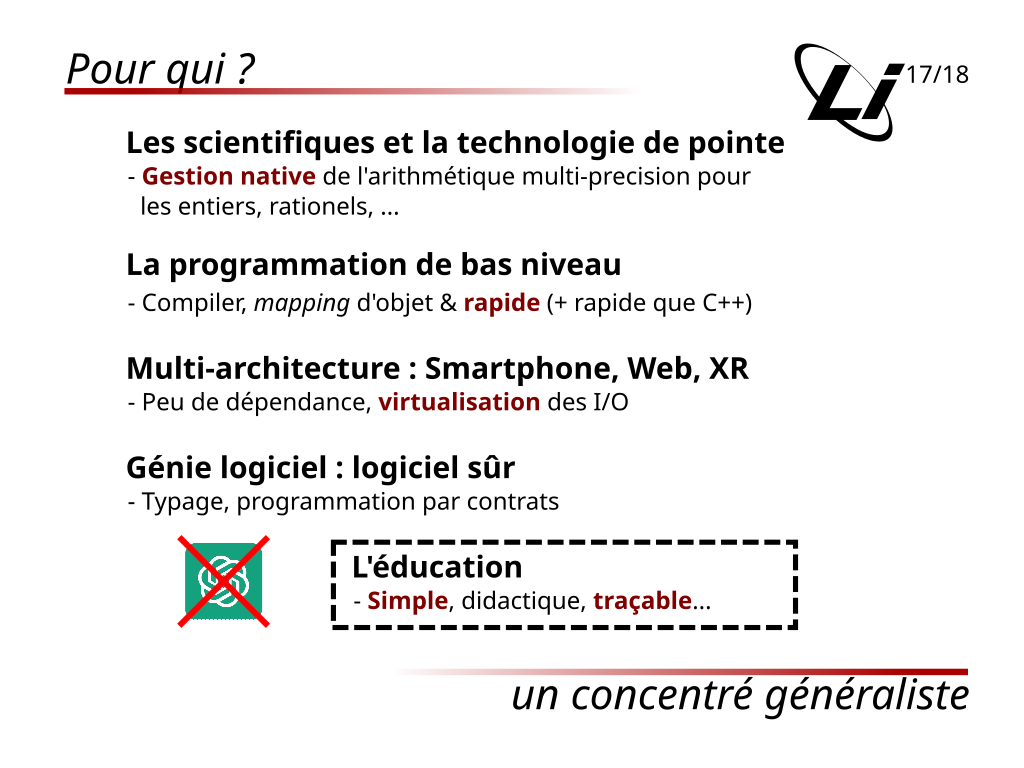 Pour qui ?
Li
17/18
Les scientifiques et la technologie de pointe
- Gestion native de l'arithmétique multi-precision pour
les entiers, rationels, ...
La programmation de bas niveau
- Compiler, mapping d'objet & rapide (+ rapide que C++)
Multi-architecture : Smartphone, Web, XR
- Peu de dépendance, virtualisation des I/O
Génie logiciel : logiciel sûr
- Typage, programmation par contrats
L'éducation
- Simple, didactique, traçable...
un concentré généraliste